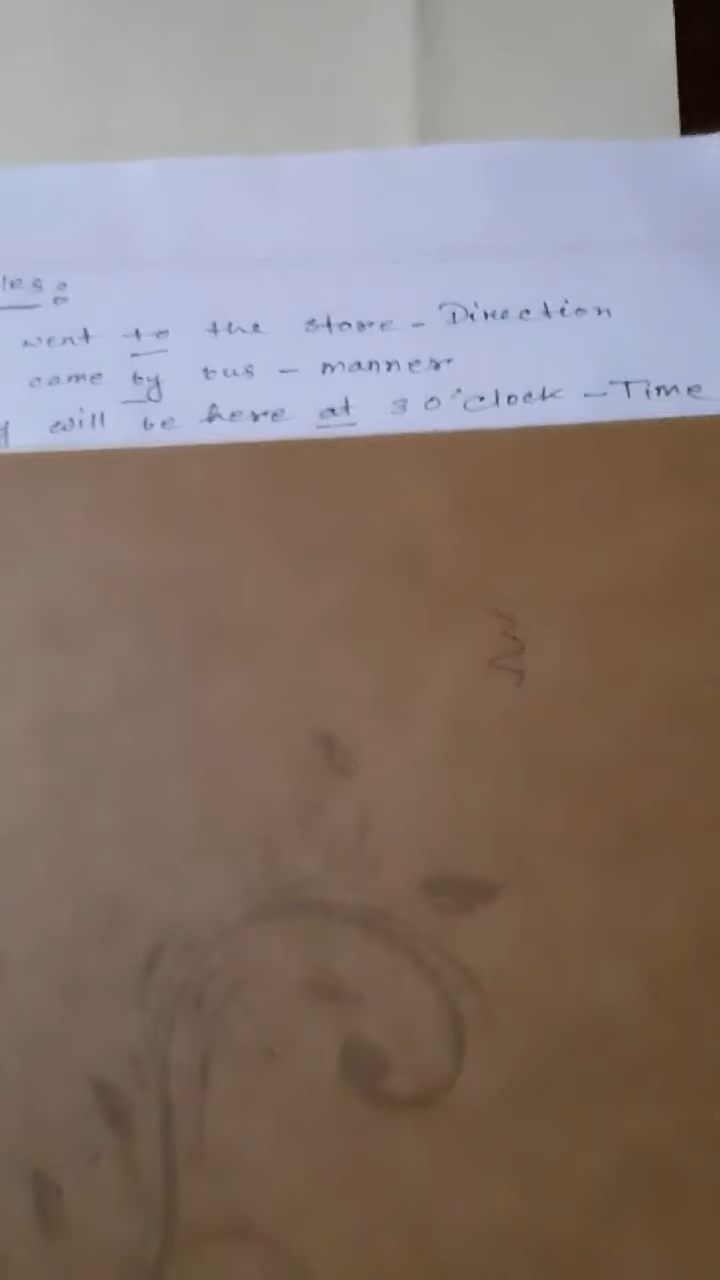 les:
went to the store - Direction
came by bus - manner
y will be here at 3 o'clock - Time